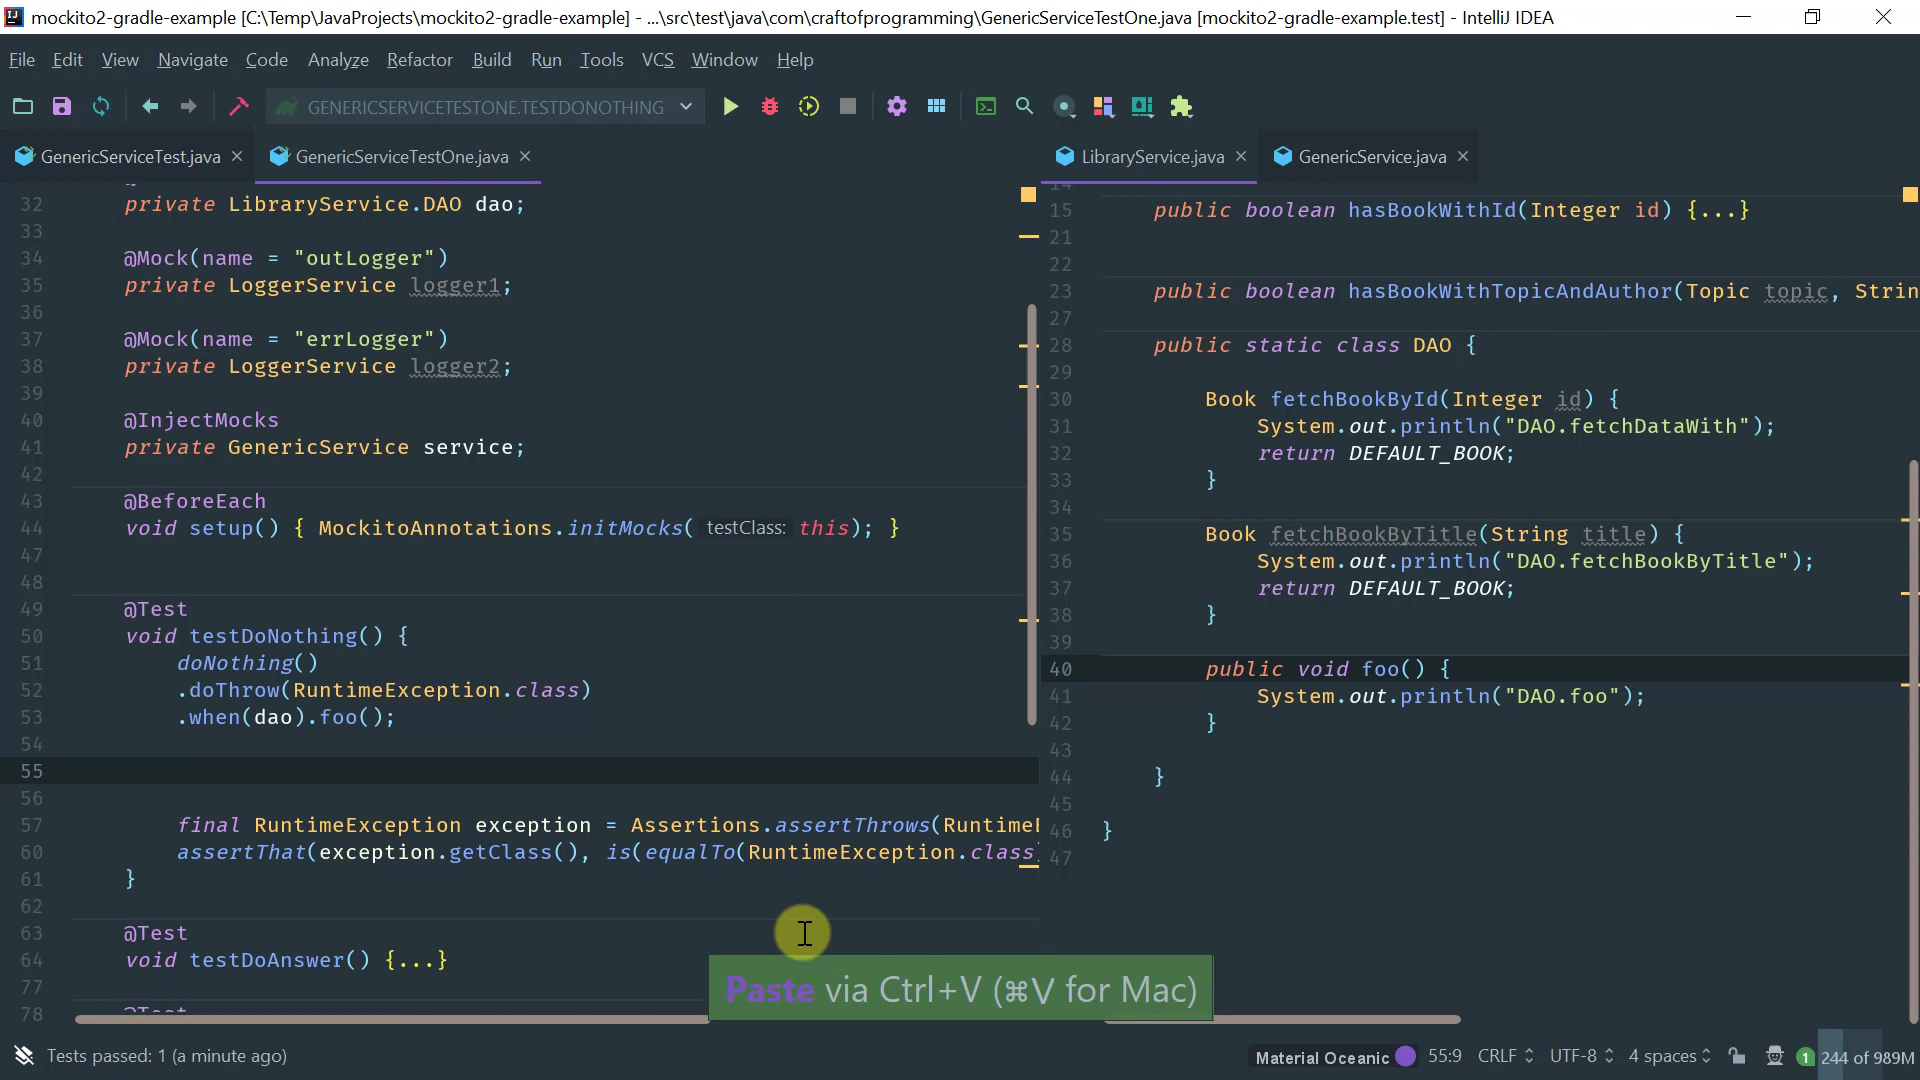 mockito2-gradle-example [C:\Temp\JavaProjects\mockito2-gradle-example] - ...\src\test\java\com\craftofprogramming\GenericServiceTestOne.java [mockito2-gradle-example.test] - IntelliJ IDEA
File Edit View Navigate Code Analyze Refactor Build Run Tools VCS Window Help
GENERICSERVICETESTONE.TESTDONOTHING
GenericServiceTest.java
GenericServiceTestOne.java
LibraryService.java
GenericService.java
32 private LibraryService.DAO dao;
33
34 @Mock(name = "outLogger")
35 private LoggerService logger1;
36
37 @Mock(name = "errLogger")
38 private LoggerService logger2;
39
40 @InjectMocks
41 private GenericService service;
42
43 @BeforeEach
44 void setup() { MockitoAnnotations.initMocks( testClass: this); }
47
48
49 @Test
50 void testDoNothing() {
51 doNothing()
52 .doThrow(RuntimeException.class)
53 .when(dao).foo();
54
55
56
57 final RuntimeException exception = Assertions.assertThrows(Runtime
60 assertThat(exception.getClass(), is(equalTo(RuntimeException.class
61 }
62
63 @Test
64 void testDoAnswer() {...}
77
78 @Test
14
15 public boolean hasBookWithId(Integer id) {...}
21
22
23 public boolean hasBookWithTopicAndAuthor(Topic topic, Strin
27
28 public static class DAO {
29
30 Book fetchBookById(Integer id) {
31 System.out.println("DAO.fetchDataWith");
32 return DEFAULT_BOOK;
33 }
34
35 Book fetchBookByTitle(String title) {
36 System.out.println("DAO.fetchBookByTitle");
37 return DEFAULT_BOOK;
38 }
39
40 public void foo() {
41 System.out.println("DAO.foo");
42 }
43
44 }
45
46 }
47
Paste via Ctrl+V (⌘V for Mac)
Tests passed: 1 (a minute ago)
Material Oceanic 55:9 CRLF UTF-8 4 spaces 1 244 of 989M